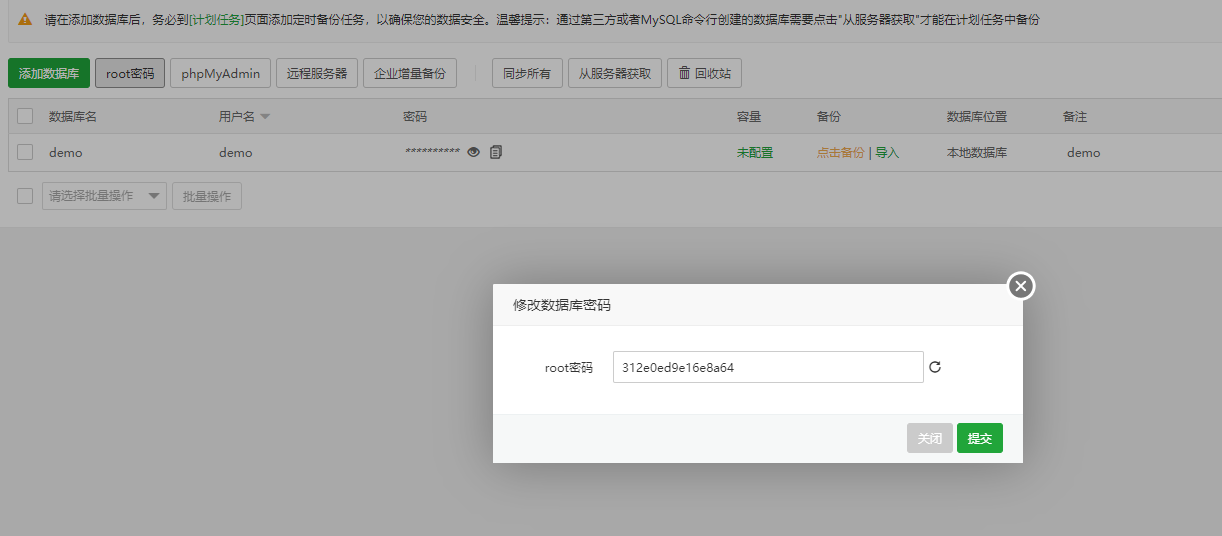 请在添加数据库后，务必到[计划任务]页面添加定时备份任务，以确保您的数据安全。温馨提示：通过第三方或者MySQL命令行创建的数据库需要点击"从服务器获取"才能在计划任务中备份
添加数据库 root密码 phpMyAdmin 远程服务器 企业增量备份 同步所有 从服务器获取 回收站
数据库名 用户名 密码 容量 备份 数据库位置 备注
demo demo ********** 未配置 点击备份 | 导入 本地数据库 demo
请选择批量操作 批量操作
修改数据库密码
root密码 312e0ed9e16e8a64
关闭 提交